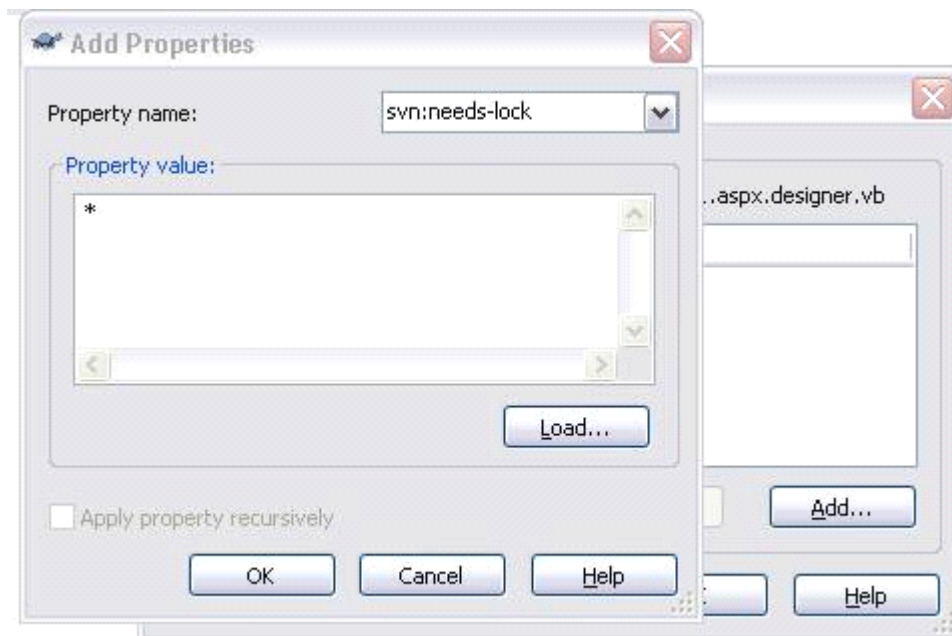 Add Properties
Property name:
svn:needs-lock
Property value:
*
Load...
Apply property recursively
OK
Cancel
Help
..aspx.designer.vb
Add...
Help